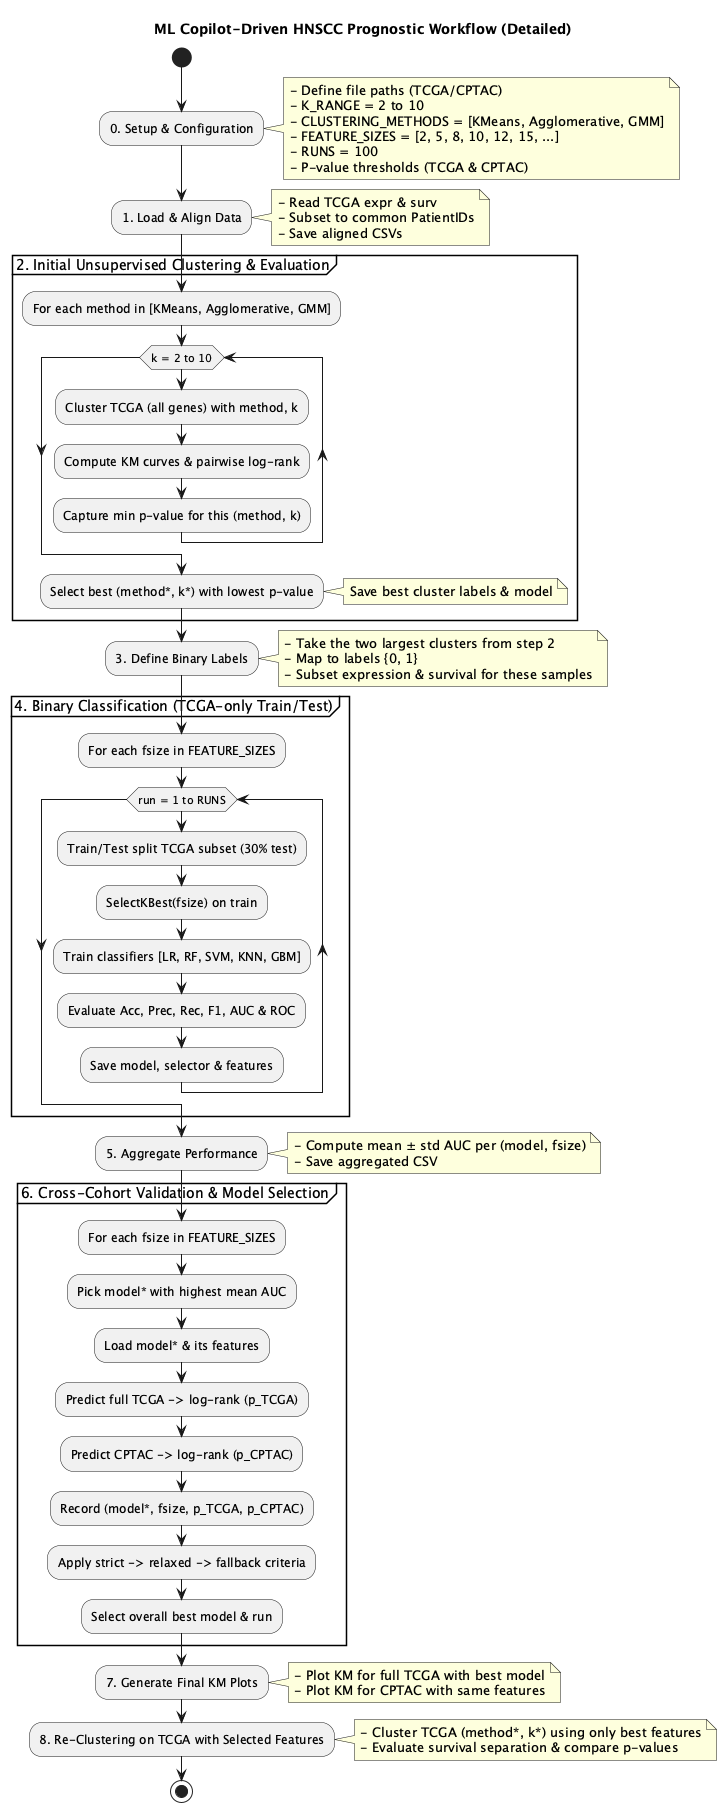 ML Copilot-Driven HNSCC Prognostic Workflow (Detailed)
0. Setup & Configuration
- Define file paths (TCGA/CPTAC)
- K_RANGE = 2 to 10
- CLUSTERING_METHODS = [KMeans, Agglomerative, GMM]
- FEATURE_SIZES = [2, 5, 8, 10, 12, 15, ...]
- RUNS = 100
- P-value thresholds (TCGA & CPTAC)
1. Load & Align Data
- Read TCGA expr & surv
- Subset to common PatientIDs
- Save aligned CSVs
2. Initial Unsupervised Clustering & Evaluation
For each method in [KMeans, Agglomerative, GMM]
k = 2 to 10
Cluster TCGA (all genes) with method, k
Compute KM curves & pairwise log-rank
Capture min p-value for this (method, k)
Select best (method*, k*) with lowest p-value
Save best cluster labels & model
3. Define Binary Labels
- Take the two largest clusters from step 2
- Map to labels {0, 1}
- Subset expression & survival for these samples
4. Binary Classification (TCGA-only Train/Test)
For each fsize in FEATURE_SIZES
run = 1 to RUNS
Train/Test split TCGA subset (30% test)
SelectKBest(fsize) on train
Train classifiers [LR, RF, SVM, KNN, GBM]
Evaluate Acc, Prec, Rec, F1, AUC & ROC
Save model, selector & features
5. Aggregate Performance
- Compute mean ± std AUC per (model, fsize)
- Save aggregated CSV
6. Cross-Cohort Validation & Model Selection
For each fsize in FEATURE_SIZES
Pick model* with highest mean AUC
Load model* & its features
Predict full TCGA -> log-rank (p_TCGA)
Predict CPTAC -> log-rank (p_CPTAC)
Record (model*, fsize, p_TCGA, p_CPTAC)
Apply strict -> relaxed -> fallback criteria
Select overall best model & run
7. Generate Final KM Plots
- Plot KM for full TCGA with best model
- Plot KM for CPTAC with same features
8. Re-Clustering on TCGA with Selected Features
- Cluster TCGA (method*, k*) using only best features
- Evaluate survival separation & compare p-values